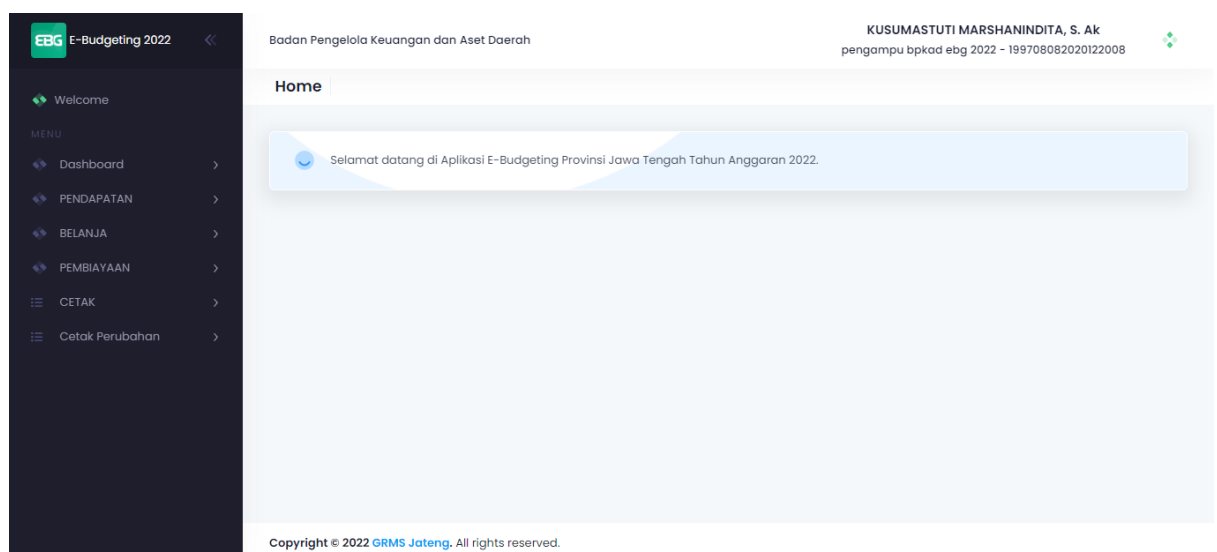 EBG E-Budgeting 2022
Badan Pengelola Keuangan dan Aset Daerah
KUSUMASTUTI MARSHANINDITA, S. Ak
pengampu bpkad ebg 2022 - 199708082020122008
Home
Welcome
MENU
Dashboard
PENDAPATAN
BELANJA
PEMBIAYAAN
CETAK
Cetak Perubahan
Selamat datang di Aplikasi E-Budgeting Provinsi Jawa Tengah Tahun Anggaran 2022.
Copyright © 2022 GRMS Jateng. All rights reserved.